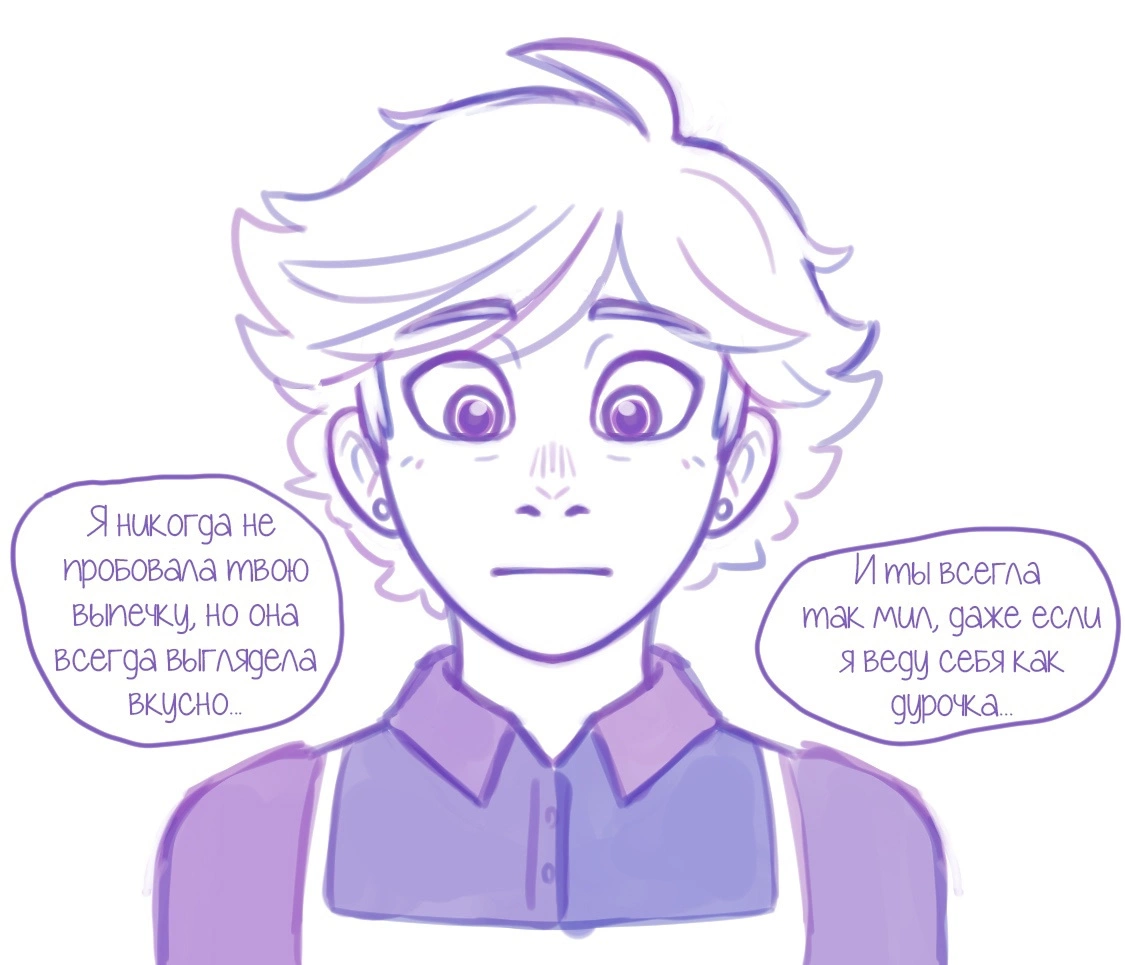 Я никогда не
пробовала твою
выпечку, но она
всегда выглядела
вкусно...
И ты всегла
так мил, даже если
я веду себя как
дурочка...